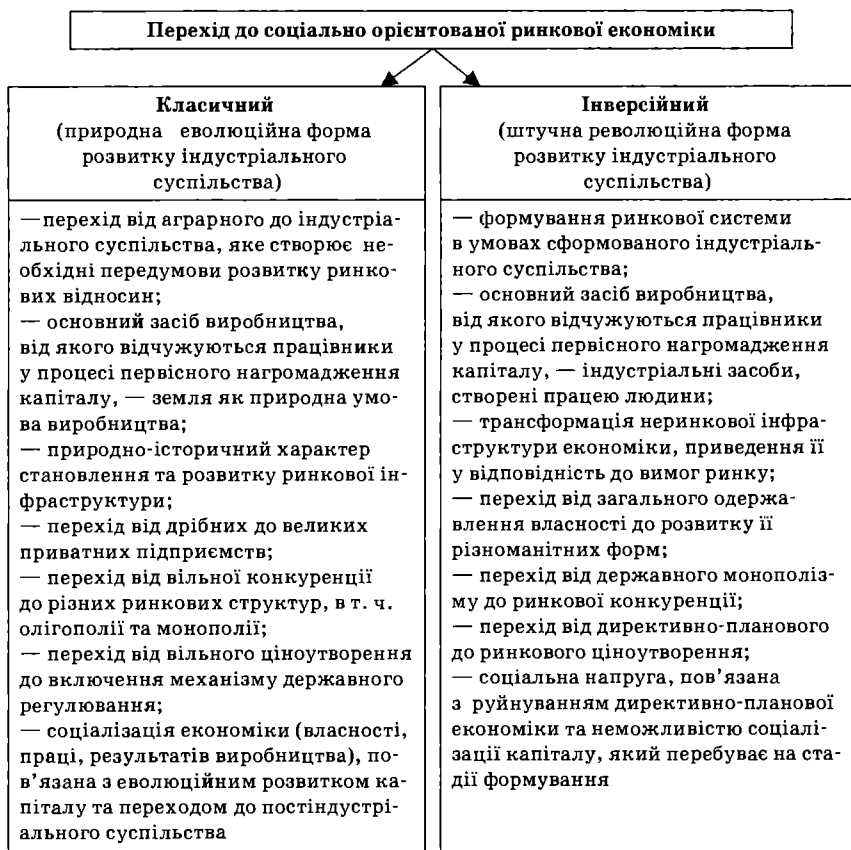 Перехід до соціально орієнтованої ринкової економіки
Класичний
(природна еволюційна форма
розвитку індустріального
суспільства)
—перехід від аграрного до індустріа-
льного суспільства, яке створює не-
обхідні передумови розвитку ринко-
вих відносин;
— основний засіб виробництва,
від якого відчужуються працівники
у процесі первісного нагромадження
капіталу, — земля як природна умо-
ва виробництва;
— природно-історичний характер
становлення та розвитку ринкової ін-
фраструктури;
— перехід від дрібних до великих
приватних підприємств;
— перехід від вільної конкуренції
до різних ринкових структур, в т. ч.
олігополії та монополії;
— перехід від вільного ціноутворення
до включення механізму державного
регулювання;
— соціалізація економіки (власності,
праці, результатів виробництва), по-
в’язана з еволюційним розвитком ка-
піталу та переходом до постіндустрі-
ального суспільства
Інверсійний
(штучна революційна форма
розвитку індустріального
суспільства)
— формування ринкової системи
в умовах сформованого індустріаль-
ного суспільства;
— основний засіб виробництва,
від якого відчужуються працівники
у процесі первісного нагромадження
капіталу, — індустріальні засоби,
створені працею людини;
— трансформація неринкової інфра-
структури економіки, приведення її
у відповідність до вимог ринку;
— перехід від загального одержа-
влення власності до розвитку її
різноманітних форм;
— перехід від державного монополіз-
му до ринкової конкуренції;
— перехід від директивно-планового
до ринкового ціноутворення;
— соціальна напруга, пов’язана
з руйнуванням директивно-планової
економіки та неможливістю соціалі-
зації капіталу, який перебуває на ста-
дії формування